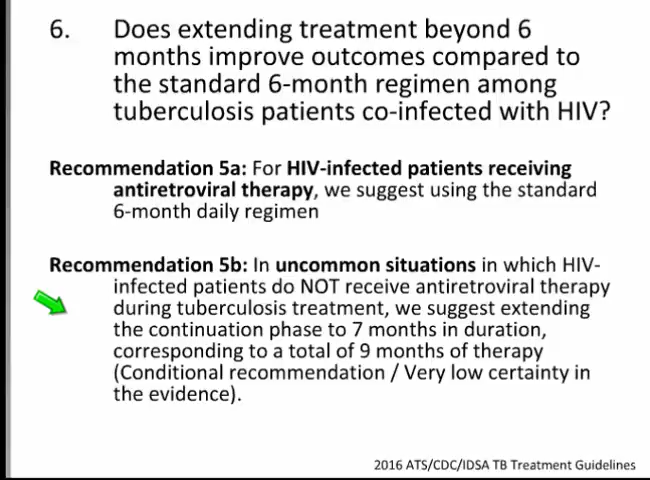 6. Does extending treatment beyond 6
months improve outcomes compared to
the standard 6-month regimen among
tuberculosis patients co-infected with HIV?
Recommendation 5a: For HIV-infected patients receiving
antiretroviral therapy, we suggest using the standard
6-month daily regimen
Recommendation 5b: In uncommon situations in which HIV-
infected patients do NOT receive antiretroviral therapy
during tuberculosis treatment, we suggest extending
the continuation phase to 7 months in duration,
corresponding to a total of 9 months of therapy
(Conditional recommendation / Very low certainty in
the evidence).
2016 ATS/CDC/IDSA TB Treatment Guidelines